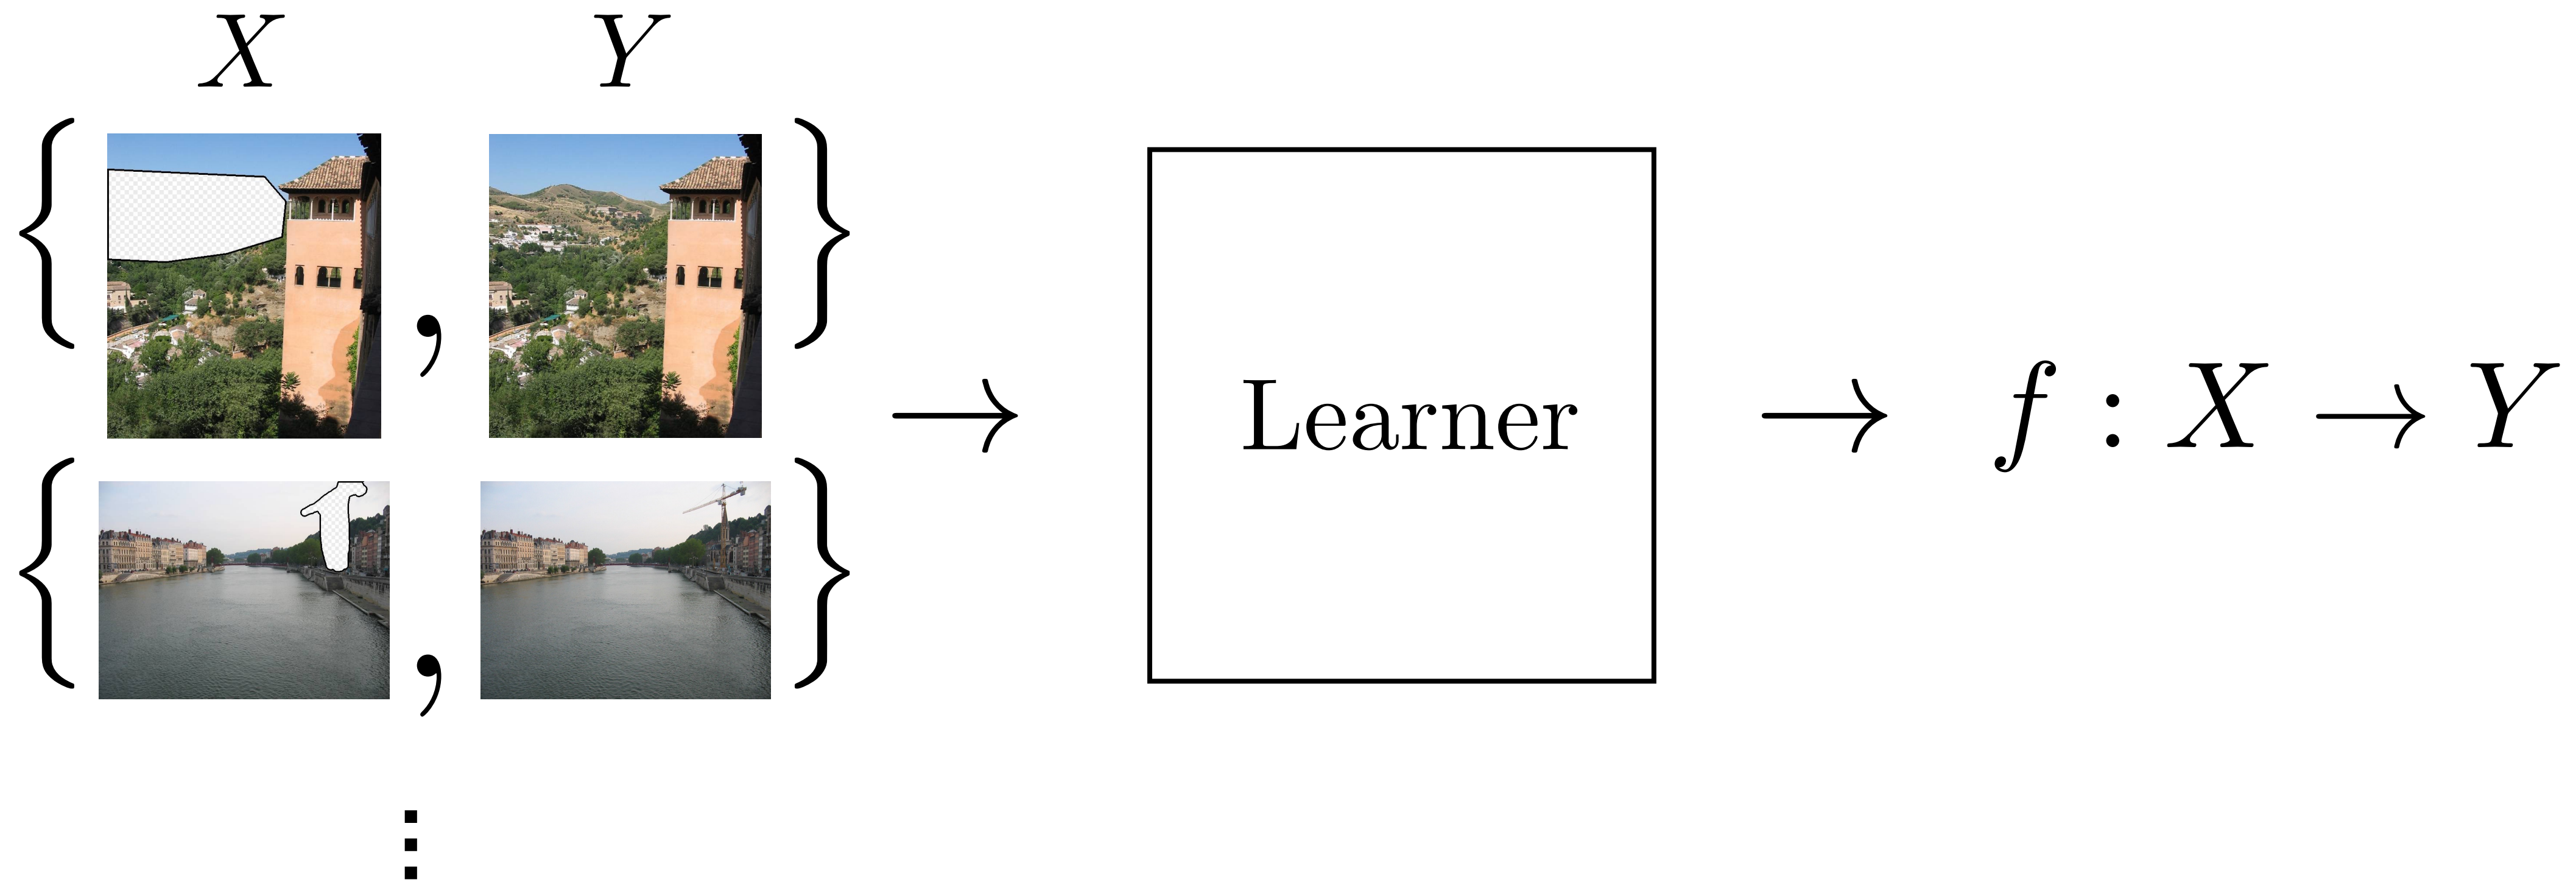 X Y
{ , }
→ Learner → f : X → Y
{ , }
⋮